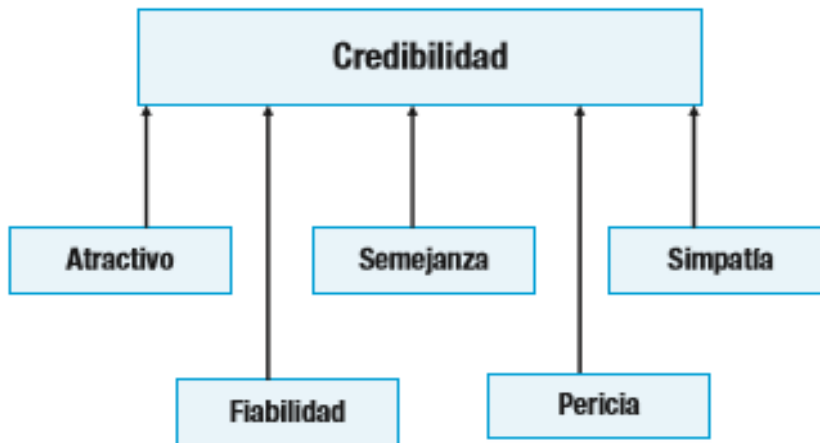 Credibilidad
Atractivo
Semejanza
Simpatía
Fiabilidad
Pericia